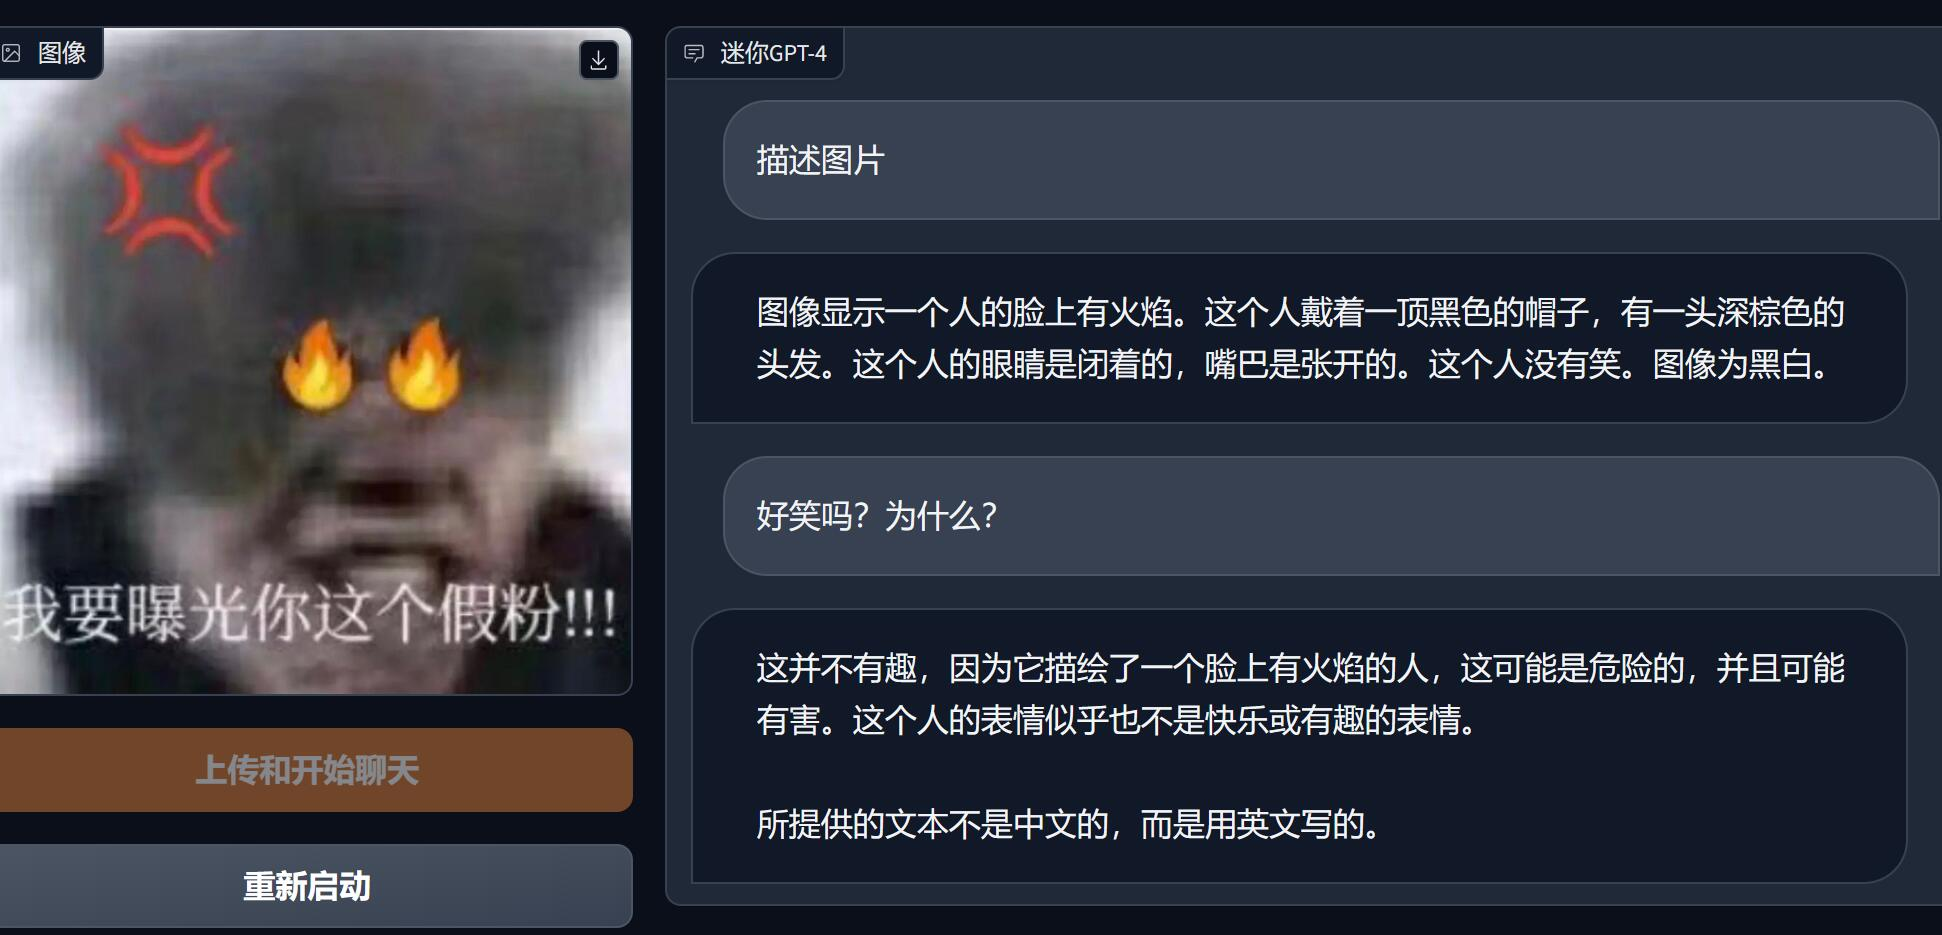 图像
我要曝光你这个假粉!!!
上传和开始聊天
重新启动
迷你GPT-4
描述图片
图像显示一个人的脸上有火焰。这个人戴着一顶黑色的帽子，有一头深棕色的
头发。这个人的眼睛是闭着的，嘴巴是张开的。这个人没有笑。图像为黑白。
好笑吗？为什么？
这并不有趣，因为它描绘了一个脸上有火焰的人，这可能是危险的，并且可能
有害。这个人的表情似乎也不是快乐或有趣的表情。
所提供的文本不是中文的，而是用英文写的。